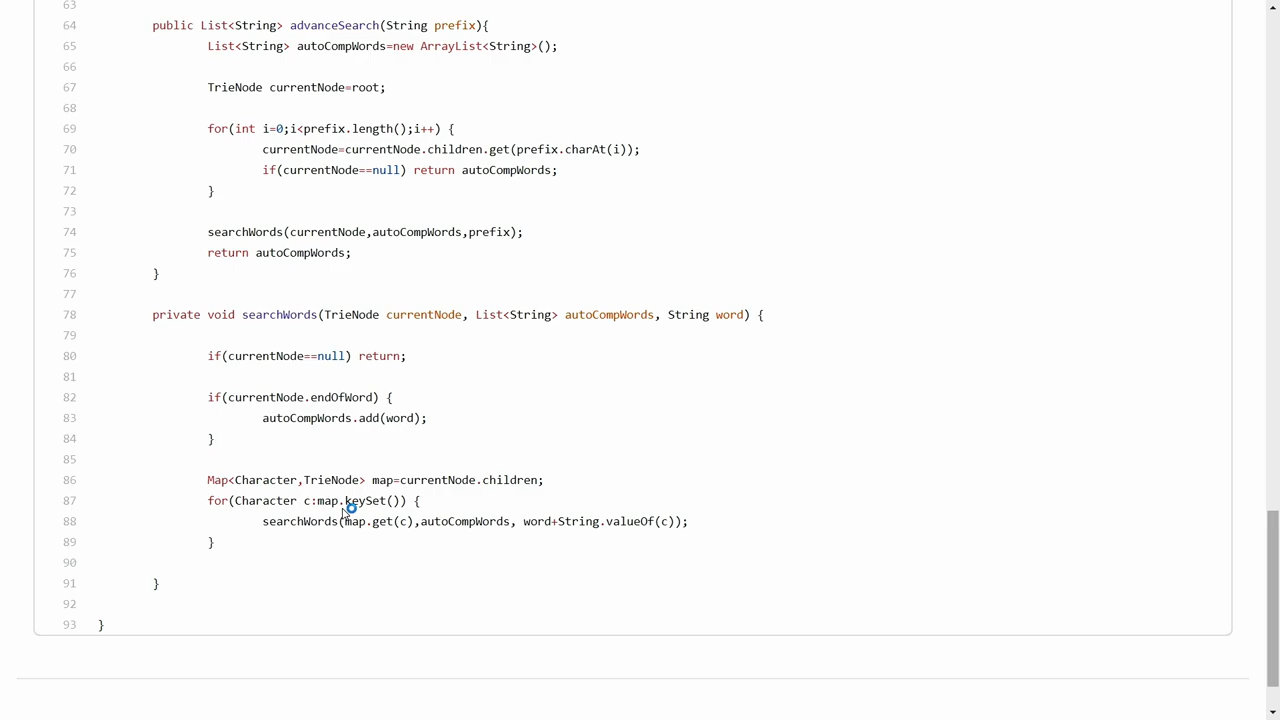 63
64 public List<String> advanceSearch(String prefix){
65 List<String> autoCompWords=new ArrayList<String>();
66
67 TrieNode currentNode=root;
68
69 for(int i=0;i<prefix.length();i++) {
70 currentNode=currentNode.children.get(prefix.charAt(i));
71 if(currentNode==null) return autoCompWords;
72 }
73
74 searchWords(currentNode,autoCompWords,prefix);
75 return autoCompWords;
76 }
77
78 private void searchWords(TrieNode currentNode, List<String> autoCompWords, String word) {
79
80 if(currentNode==null) return;
81
82 if(currentNode.endOfWord) {
83 autoCompWords.add(word);
84 }
85
86 Map<Character,TrieNode> map=currentNode.children;
87 for(Character c:map.keySet()) {
88 searchWords(map.get(c),autoCompWords, word+String.valueOf(c));
89 }
90
91 }
92
93 }